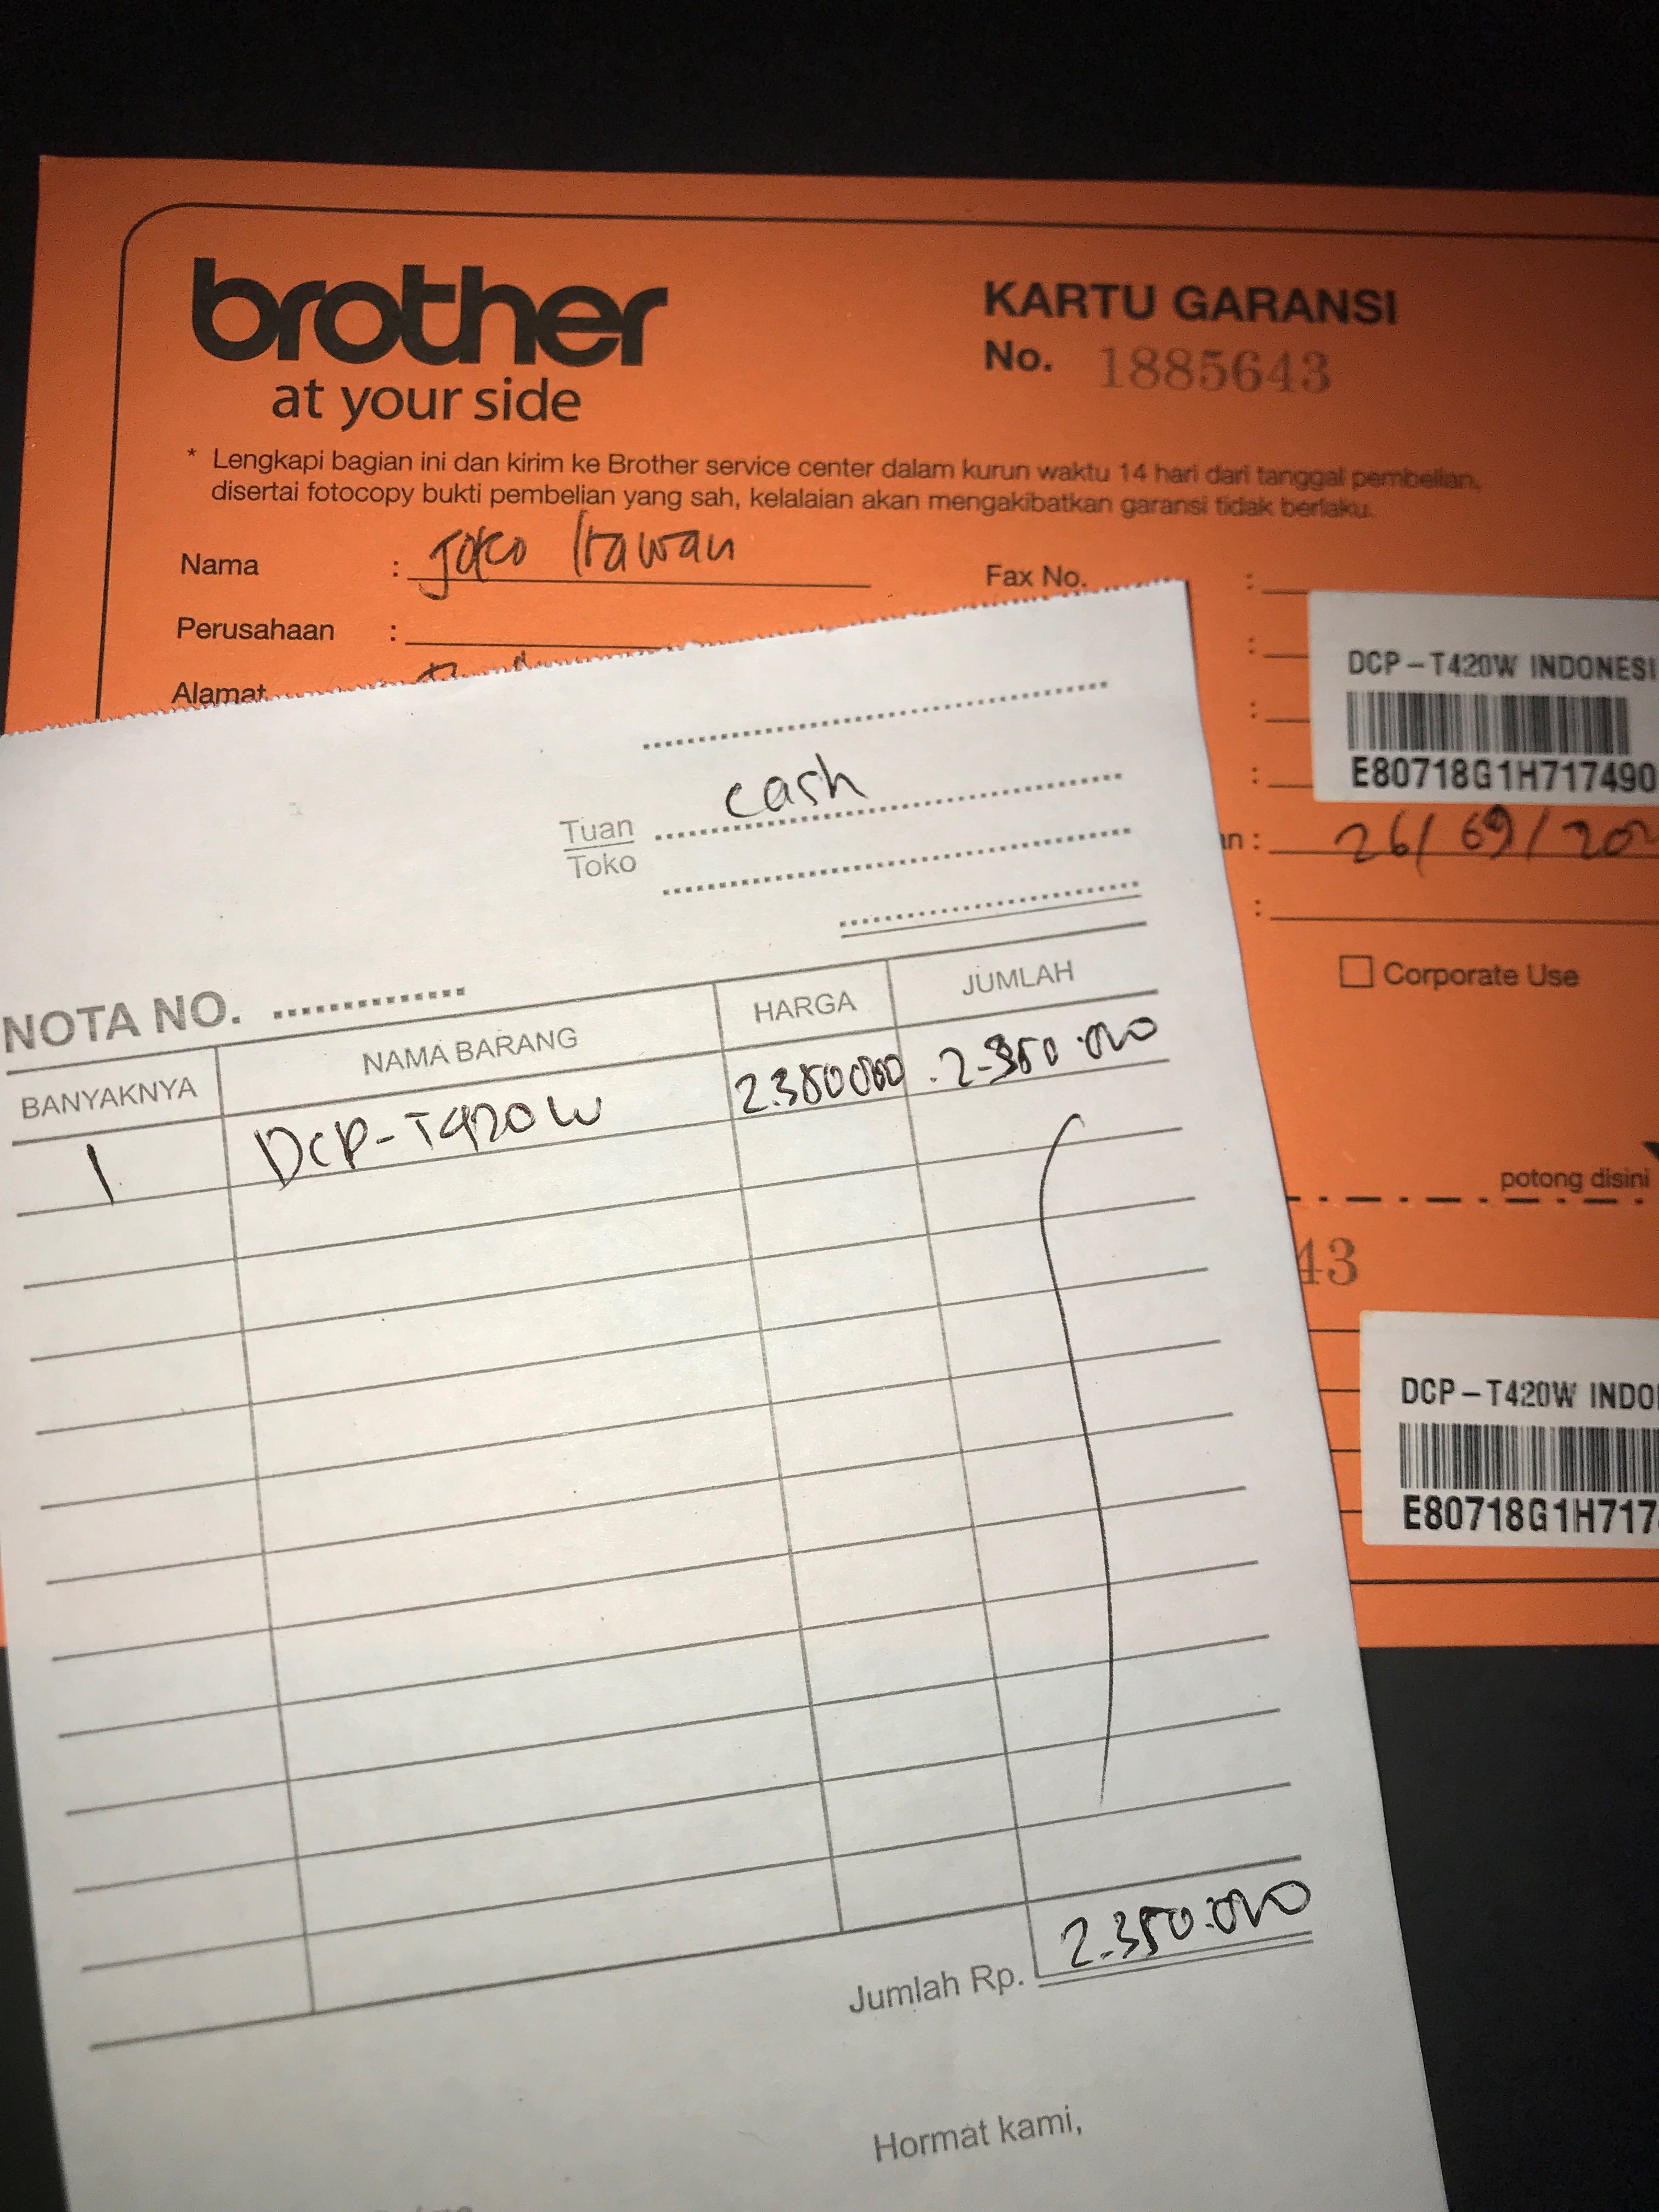 brother
at your side
KARTU GARANSI
No. 1885643
* Lengkapi bagian ini dan kirim ke Brother service center dalam kurun waktu 14 hari dari tanggal pembelian,
disertai fotocopy bukti pembelian yang sah, kelalaian akan mengakibatkan garansi tidak berlaku.
Nama : Joko Irawan
Fax No. :
Perusahaan :
Alamat
DCP-T420W INDONESI
E80718G1H717490
an : 26/09/20
Corporate Use
potong disini
43
DCP-T420W INDO
E80718G1H717
cash
Tuan
Toko
NOTA NO.
BANYAKNYA NAMA BARANG HARGA JUMLAH
1 DCP-T420W 2.350000 2.350.000
Jumlah Rp. 2.350.000
Hormat kami,